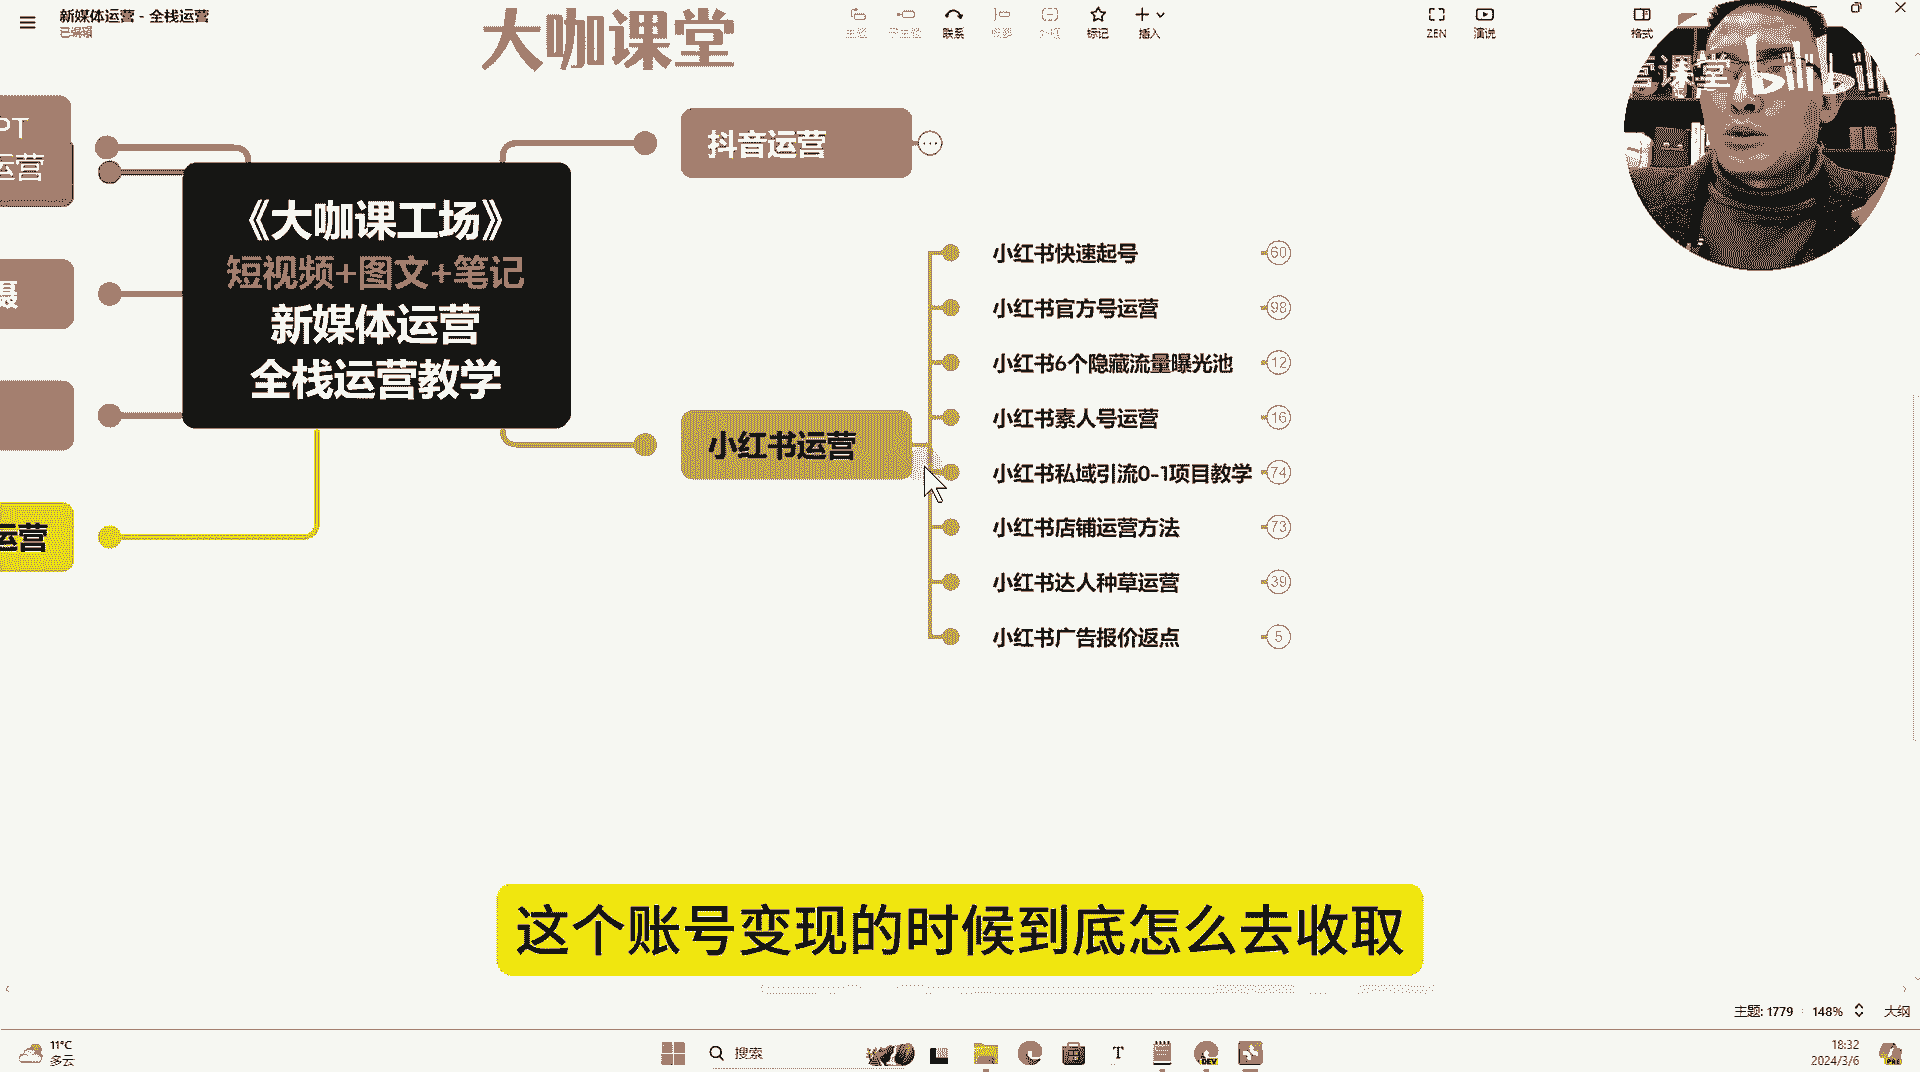 新媒体运营 - 全栈运营
已编辑
大咖课堂
主题
子主题
联系
概要
外框
标记
插入
ZEN
演说
格式
营课堂 bilibili
PT
运营
摄
运营
《大咖课工场》
短视频+图文+笔记
新媒体运营
全栈运营教学
抖音运营
小红书运营
小红书快速起号 60
小红书官方号运营 98
小红书6个隐藏流量曝光池 12
小红书素人号运营 16
小红书私域引流0-1项目教学 74
小红书店铺运营方法 73
小红书达人种草运营 39
小红书广告报价返点 5
这个账号变现的时候到底怎么去收取
主题: 1779 148% 大纲
11°C
多云
搜索
T
DEV
18:32
2024/3/6
PRE